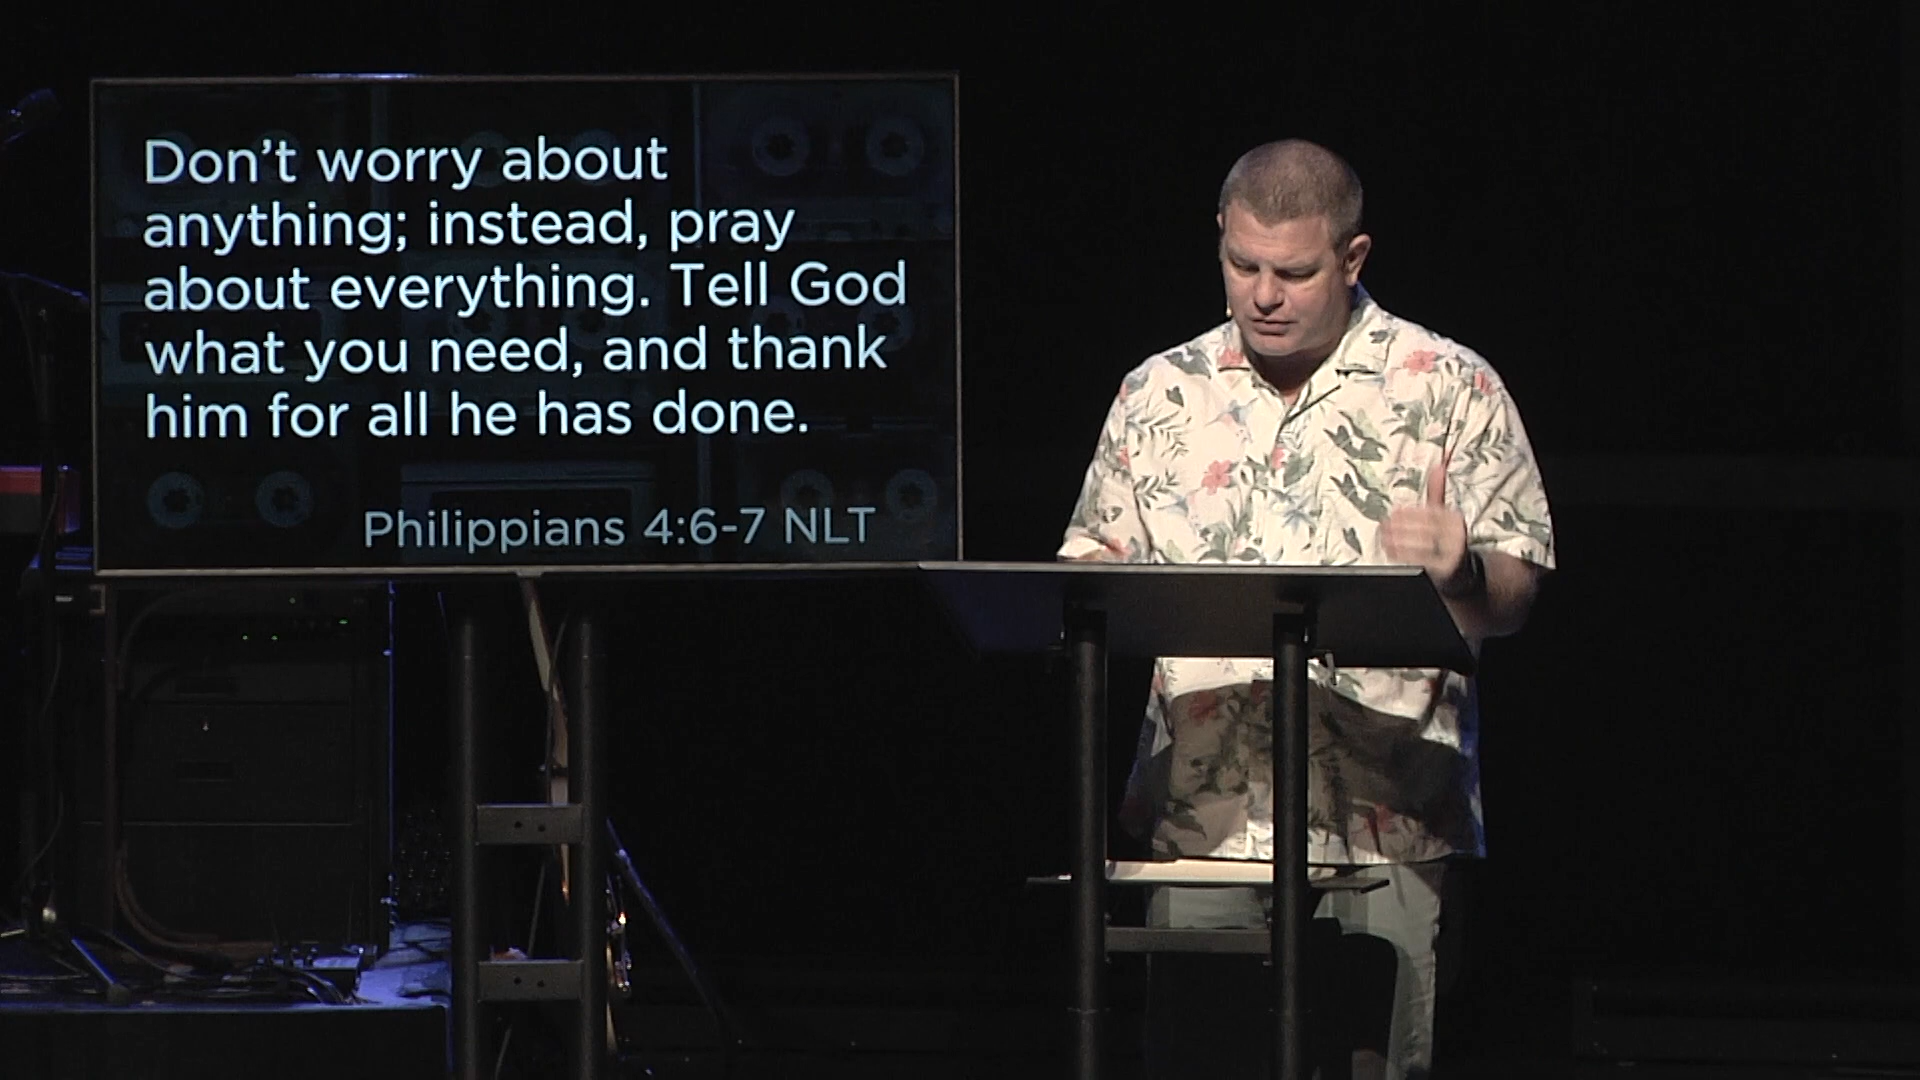 Don’t worry about
anything; instead, pray
about everything. Tell God
what you need, and thank
him for all he has done.
Philippians 4:6-7 NLT